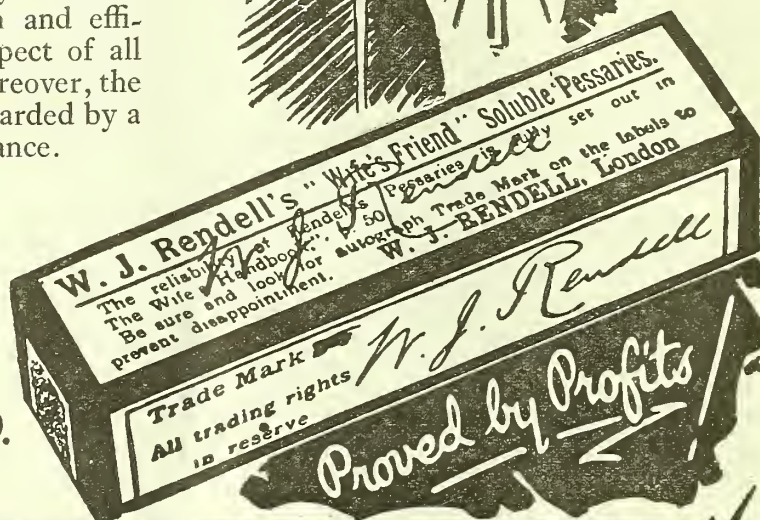 and effi-
pect of all
reover, the
arded by a
ance.
W. J. Rendell's "Wife's Friend" Soluble Pessaries.
The reliability of Rendell's Pessaries is fully set out in
The Wife Handbook," p. 50
Be sure and look for autograph Trade Mark on the labels to
prevent disappointment. W. J. RENDELL, London
W. J. Rendell
Trade Mark
W. J. Rendell
All trading rights
in reserve
Proved by Profits!